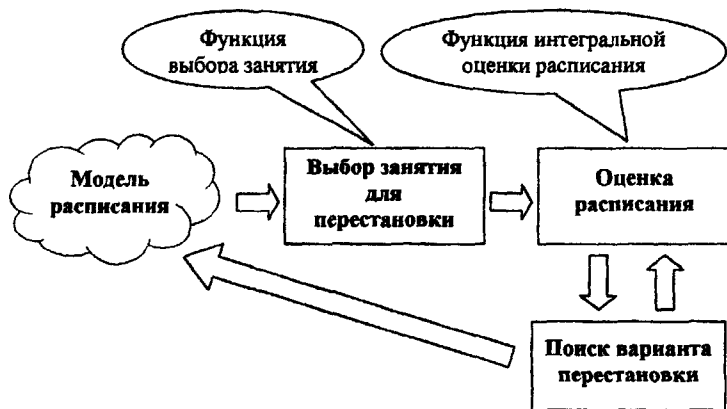 Функция
выбора занятия
Функция интегральной
оценки расписания
Модель
расписания
Выбор занятия
для
перестановки
Оценка
расписания
Поиск варианта
перестановки